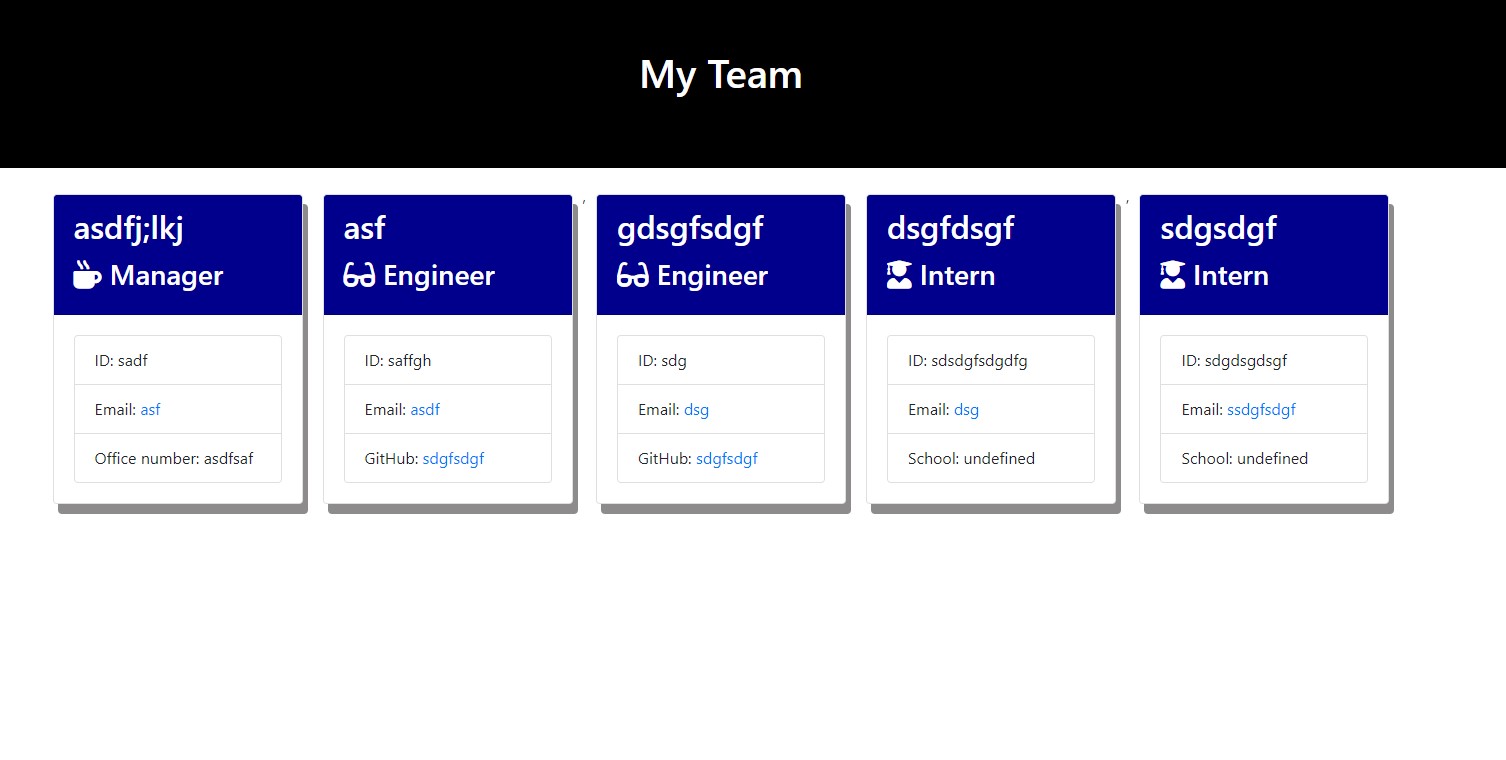 My Team
asdfj;lkj
Manager
ID: sadf
Email: asf
Office number: asdfsaf
asf
Engineer
ID: saffgh
Email: asdf
GitHub: sdgfsdgf
,
gdsgfsdgf
Engineer
ID: sdg
Email: dsg
GitHub: sdgfsdgf
dsgfdsgf
Intern
ID: sdsdgfsdgdfg
Email: dsg
School: undefined
,
sdgsdgf
Intern
ID: sdgdsgdsgf
Email: ssdgfsdgf
School: undefined